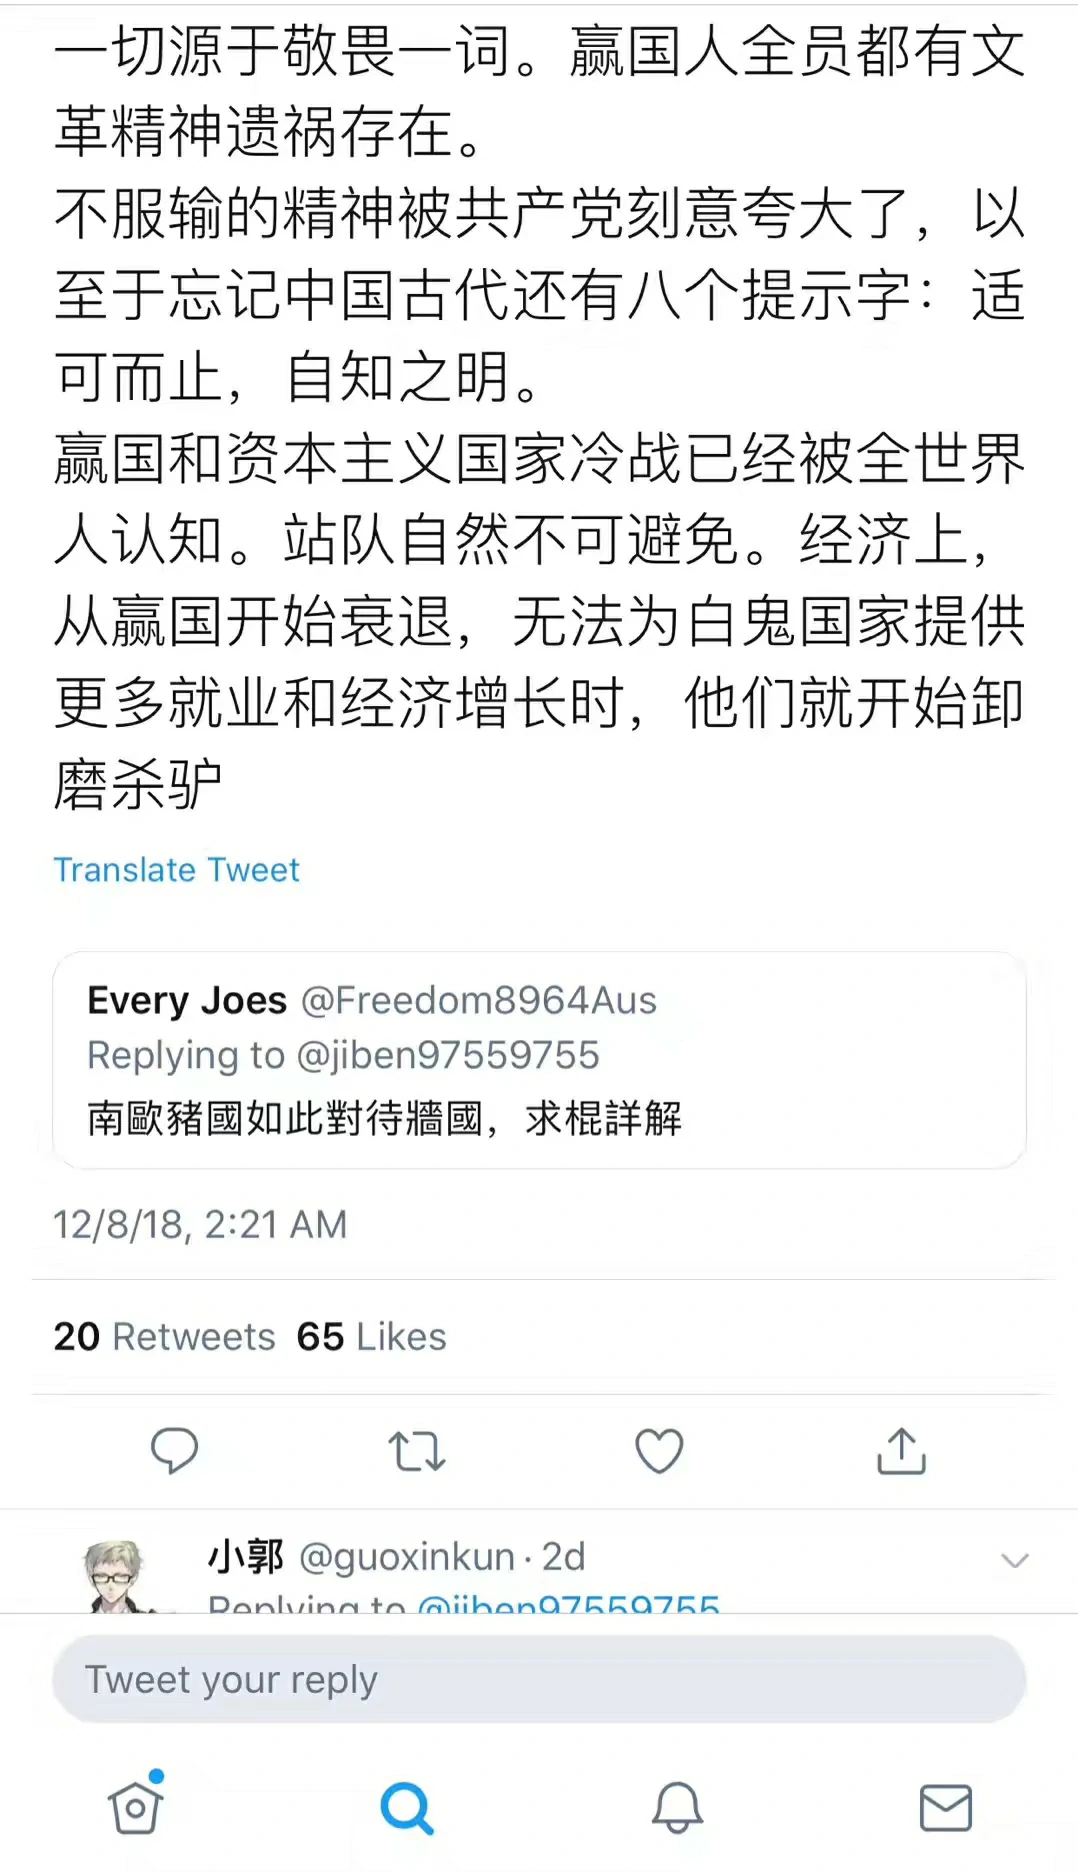 一切源于敬畏一词。赢国人全员都有文
革精神遗祸存在。
不服输的精神被共产党刻意夸大了，以
至于忘记中国古代还有八个提示字：适
可而止，自知之明。
赢国和资本主义国家冷战已经被全世界
人认知。站队自然不可避免。经济上，
从赢国开始衰退，无法为白鬼国家提供
更多就业和经济增长时，他们就开始卸
磨杀驴
Translate Tweet
Every Joes @Freedom8964Aus
Replying to @jiben97559755
南歐豬國如此對待牆國，求棍詳解
12/8/18, 2:21 AM
20 Retweets 65 Likes
小郭 @guoxinkun · 2d
Replying to @jiben97559755
Tweet your reply